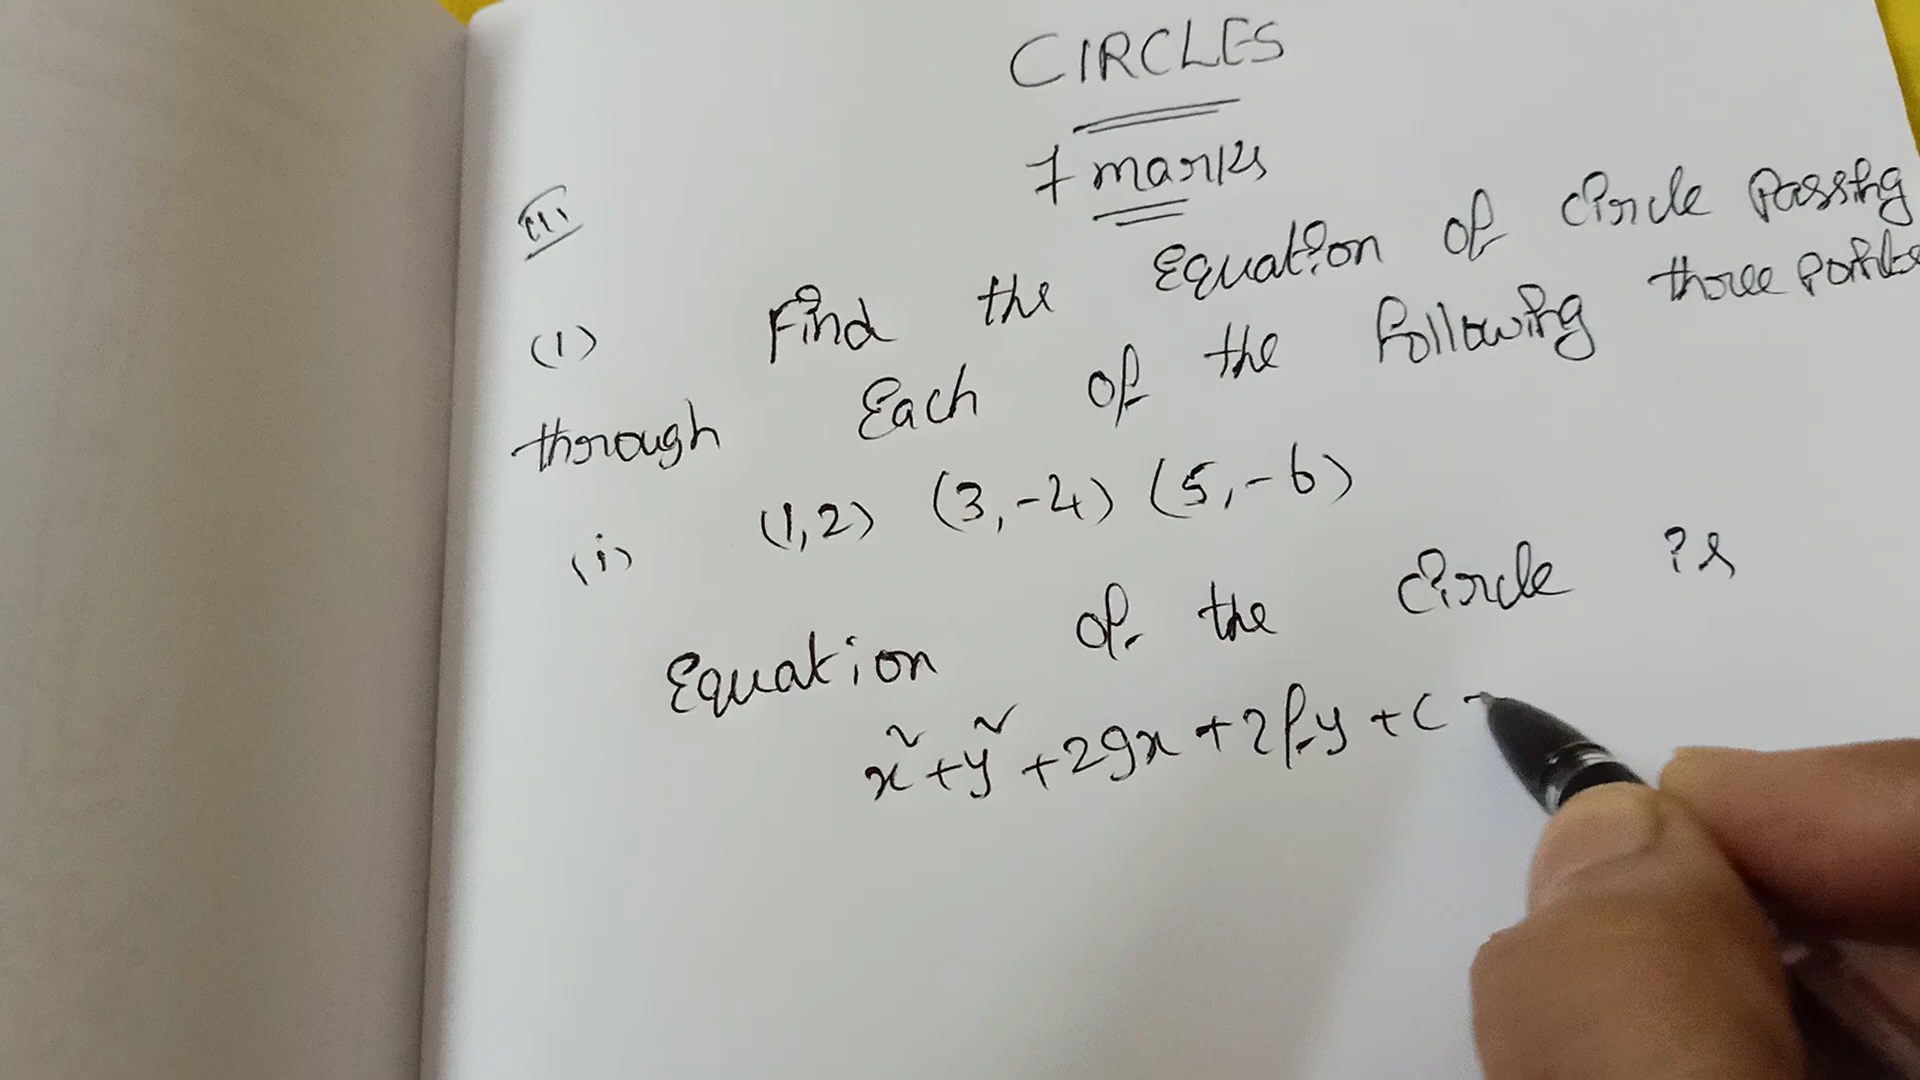 CIRCLES
7 marks
III.
(1) Find the Equation of circle Passing
through Each of the following three points
(i) (1,2) (3,-4) (5,-6)
Equation of the circle is
x²+y²+2gx+2fy+c